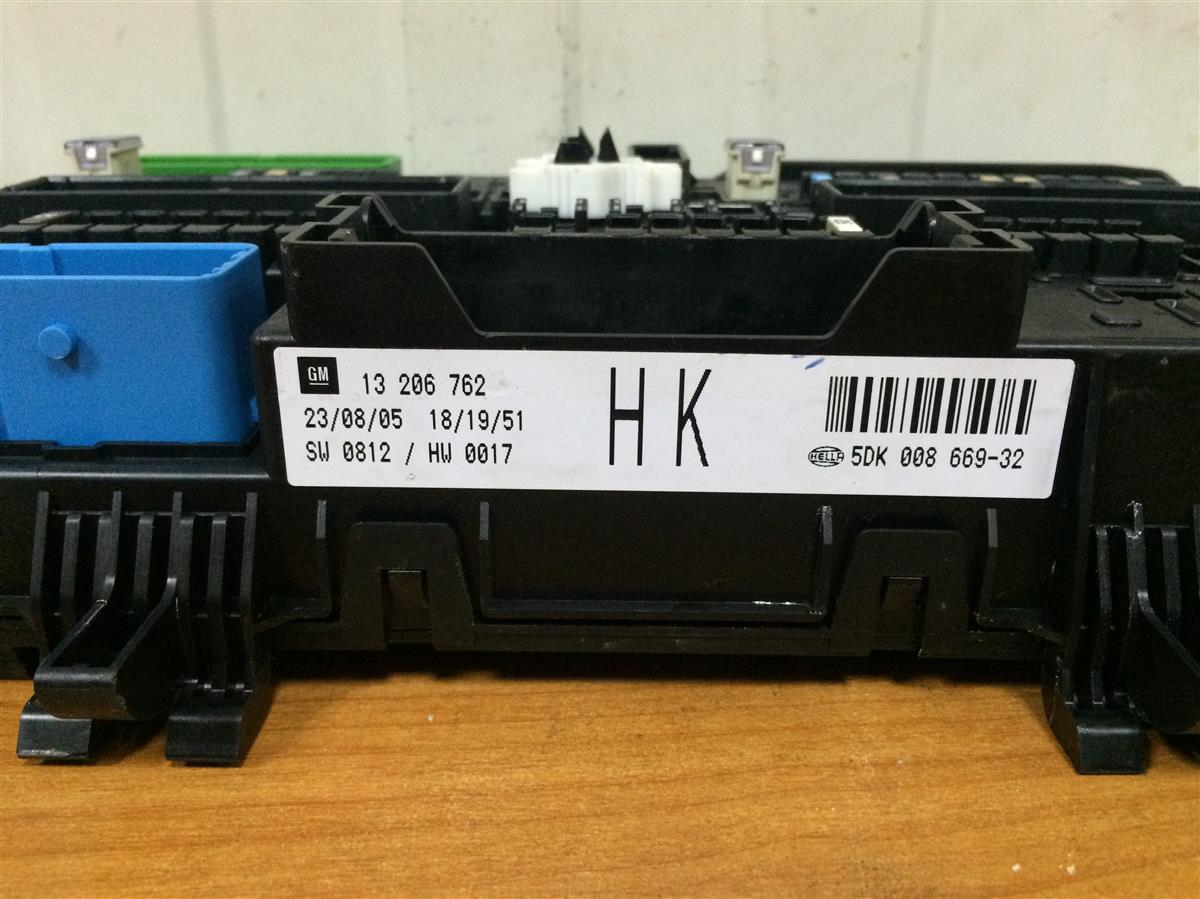 GM 13 206 762
23/08/05 18/19/51
SW 0812 / HW 0017
HK
HELLA 5DK 008 669-32